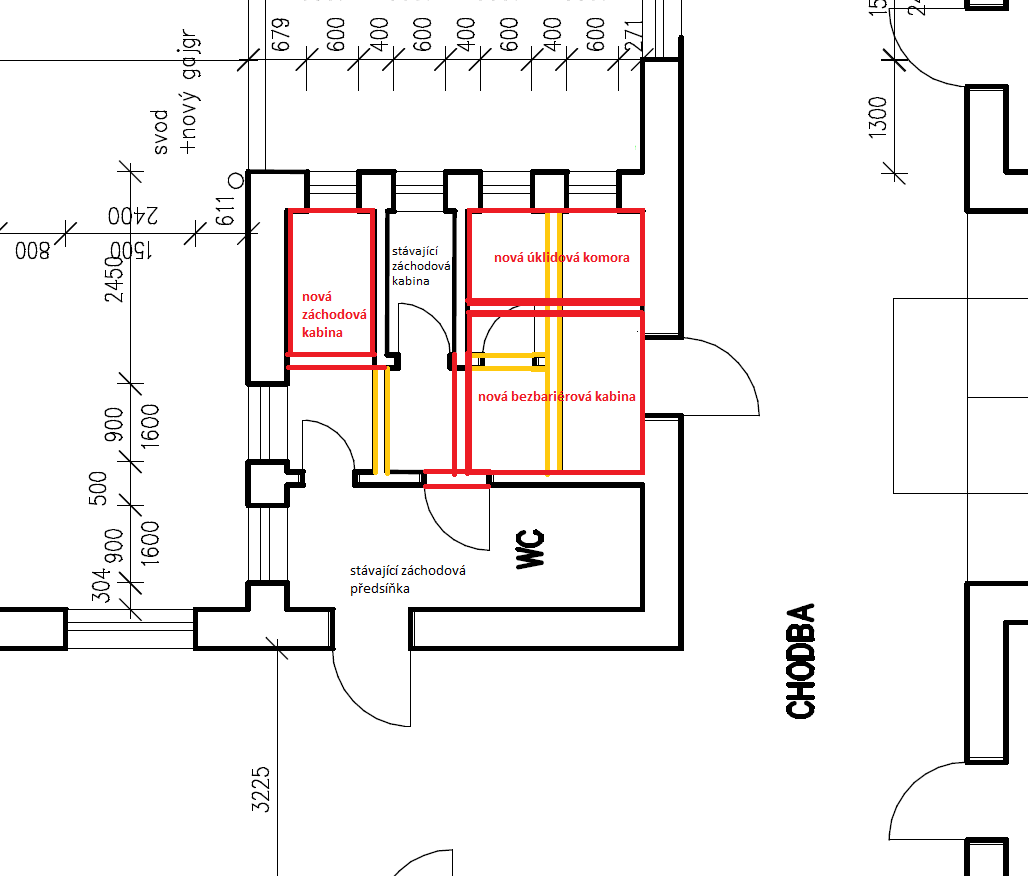 679
600
400
600
400
600
400
600
271
svod
+nový gajgr
1300
611
2400
1500
800
2450
900
1600
500
900
1600
304
3225
stávající
záchodová
kabina
nová
záchodová
kabina
nová úklidová komora
nová bezbariérová kabina
stávající záchodová
předsíňka
WC
CHODBA